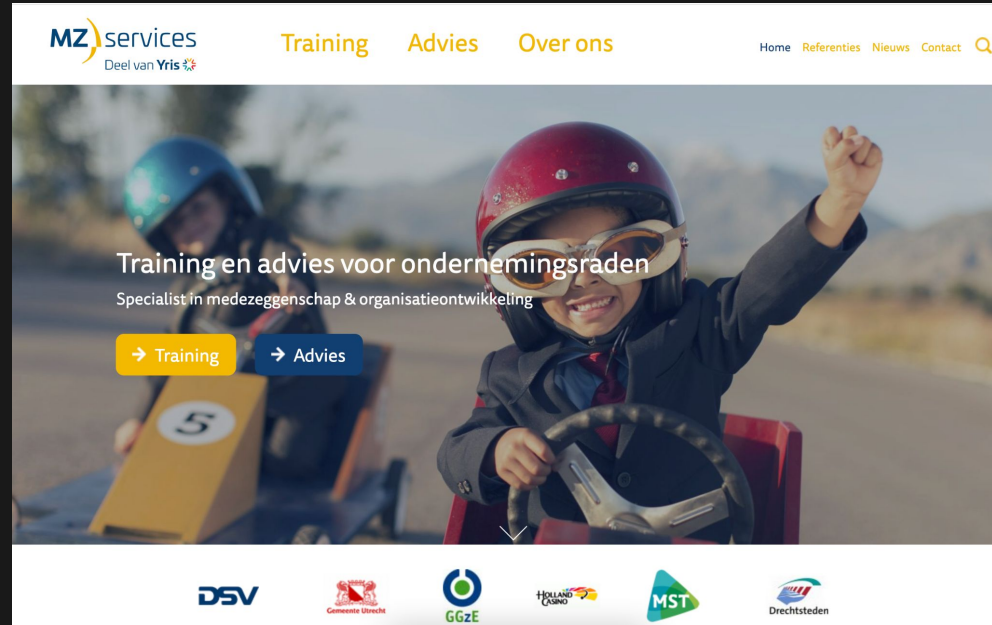 MZ services
Deel van Yris
Training Advies Over ons
Home Referenties Nieuws Contact
Training en advies voor ondernemingsraden
Specialist in medezeggenschap & organisatieontwikkeling
→ Training → Advies
5
DSV
Gemeente Utrecht
GGzE
HOLLAND
CASINO
MST
Drechtsteden